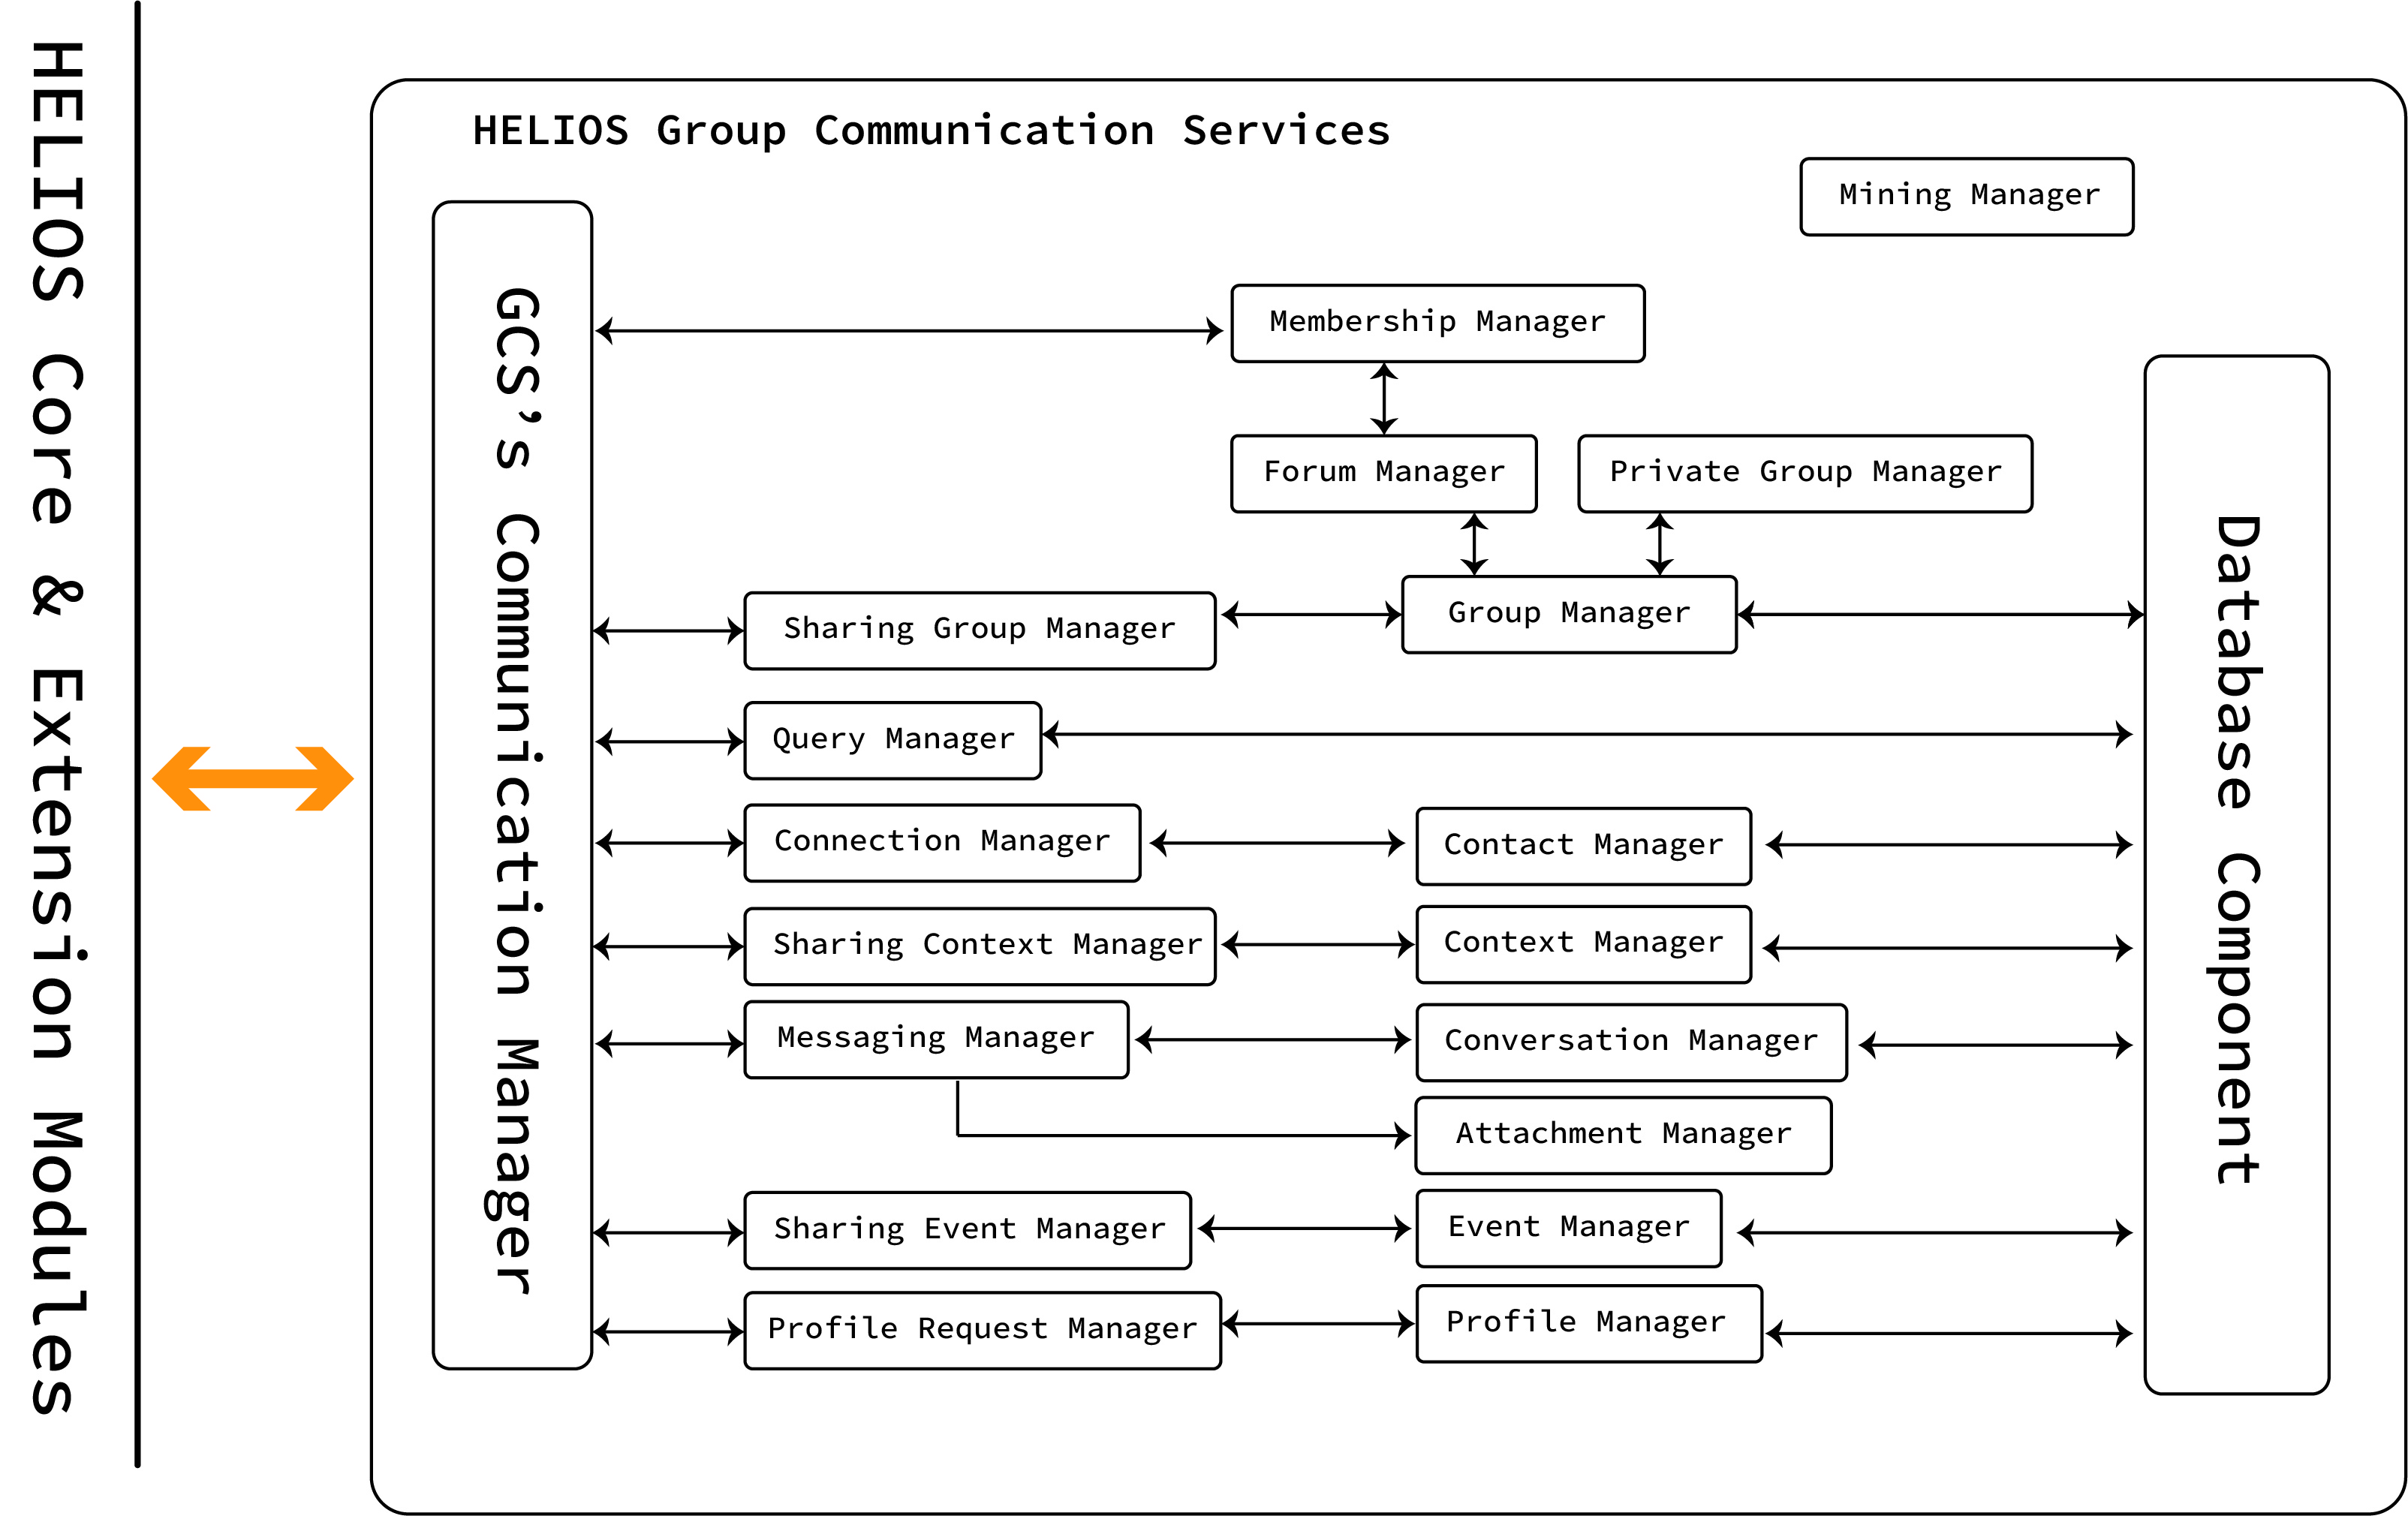 HELIOS Core & Extension Modules
HELIOS Group Communication Services
Mining Manager
GCS’s Communication Manager
Membership Manager
Forum Manager
Private Group Manager
Sharing Group Manager
Group Manager
Query Manager
Connection Manager
Contact Manager
Sharing Context Manager
Context Manager
Messaging Manager
Conversation Manager
Attachment Manager
Sharing Event Manager
Event Manager
Profile Request Manager
Profile Manager
Database Component